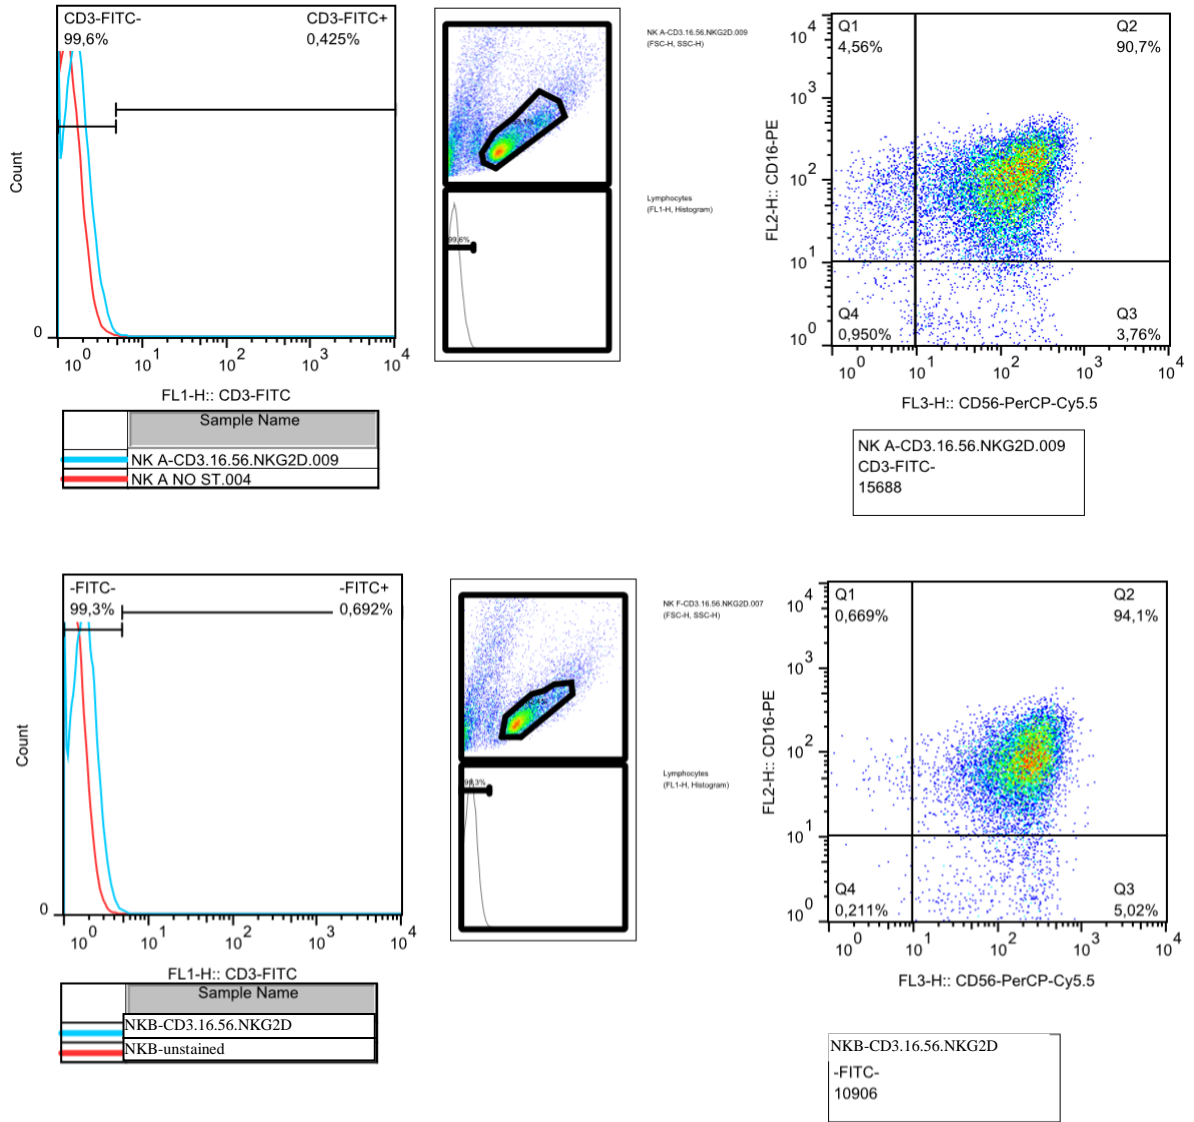 CD3-FITC- CD3-FITC+
99,6% 0,425%
Count
0
10 0 10 1 10 2 10 3 10 4
FL1-H:: CD3-FITC
Sample Name
NK A-CD3.16.56.NKG2D.009
NK A NO ST.004
NK A-CD3.16.56.NKG2D.009
(FSC-H, SSC-H)
Lymphocytes
(FL1-H, Histogram)
99,6%
Q1 Q2
4,56% 90,7%
10 4
10 3
10 2
10 1
10 0
FL2-H:: CD16-PE
Q4 Q3
0,950% 3,76%
10 0 10 1 10 2 10 3 10 4
FL3-H:: CD56-PerCP-Cy5.5
NK A-CD3.16.56.NKG2D.009
CD3-FITC-
15688
-FITC- -FITC+
99,3% 0,692%
Count
0
10 0 10 1 10 2 10 3 10 4
FL1-H:: CD3-FITC
Sample Name
NKB-CD3.16.56.NKG2D
NKB-unstained
NK F-CD3.16.56.NKG2D.007
(FSC-H, SSC-H)
Lymphocytes
(FL1-H, Histogram)
99,3%
Q1 Q2
0,669% 94,1%
10 4
10 3
10 2
10 1
10 0
FL2-H:: CD16-PE
Q4 Q3
0,211% 5,02%
10 0 10 1 10 2 10 3 10 4
FL3-H:: CD56-PerCP-Cy5.5
NKB-CD3.16.56.NKG2D
-FITC-
10906